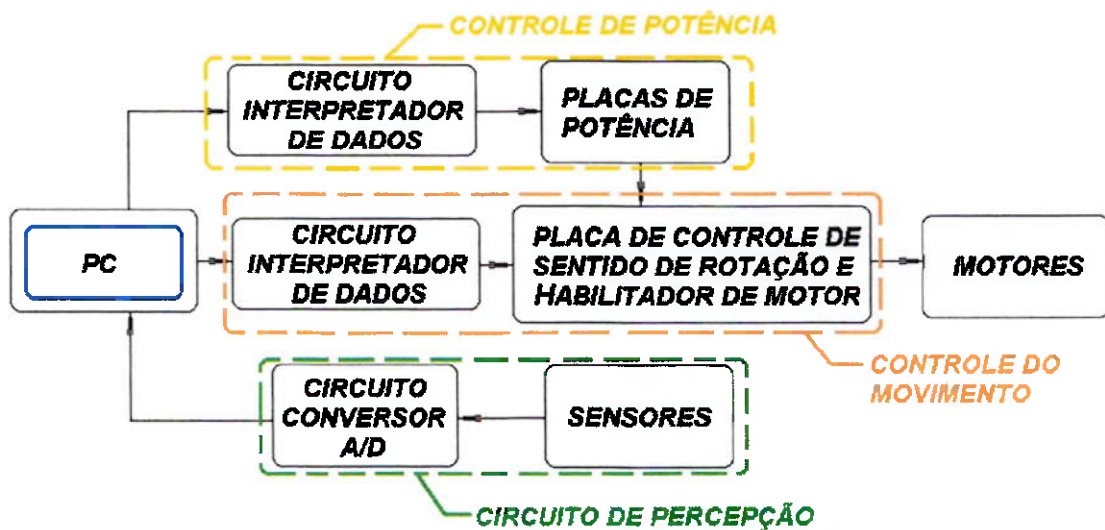 CONTROLE DE POTÊNCIA
CIRCUITO
INTERPRETADOR
DE DADOS
PLACAS DE
POTÊNCIA
PC
CIRCUITO
INTERPRETADOR
DE DADOS
PLACA DE CONTROLE DE
SENTIDO DE ROTAÇÃO E
HABILITADOR DE MOTOR
MOTORES
CONTROLE DO
MOVIMENTO
CIRCUITO
CONVERSOR
A/D
SENSORES
CIRCUITO DE PERCEPÇÃO